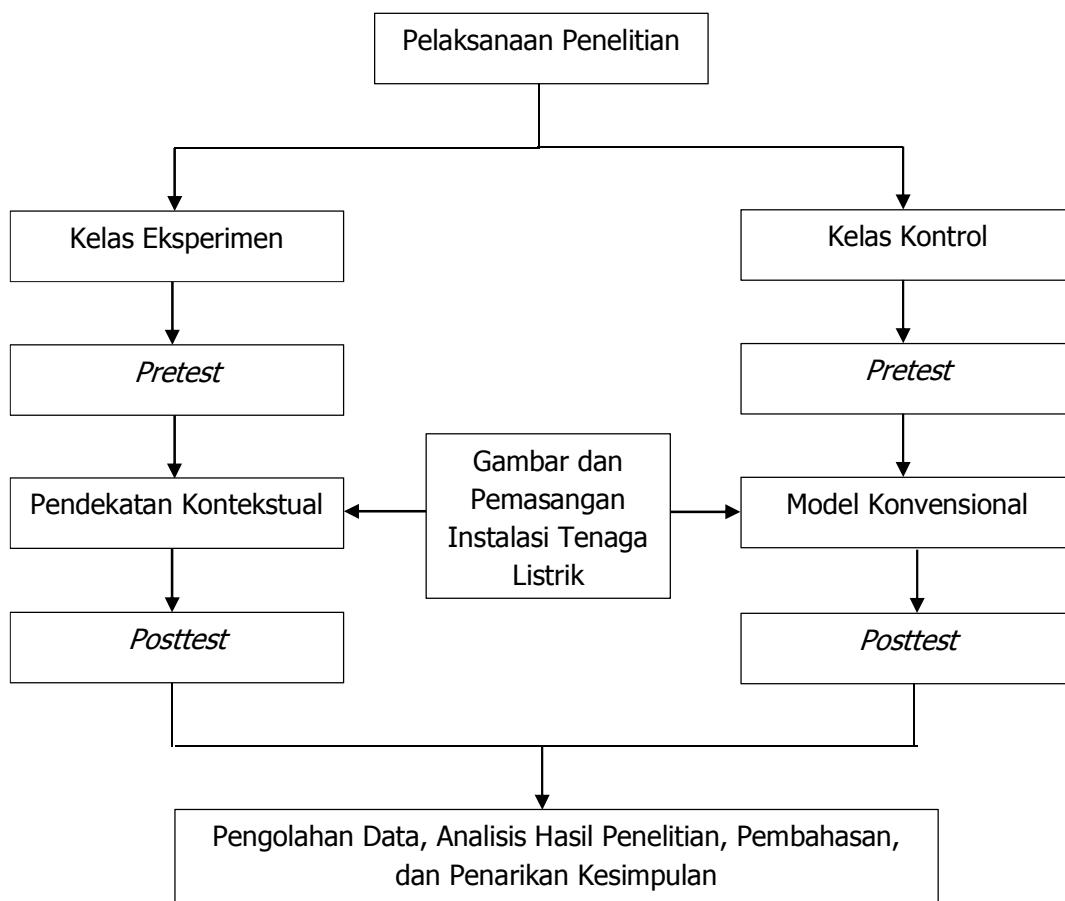 Pelaksanaan Penelitian
Kelas Eksperimen
Kelas Kontrol
Pretest
Pretest
Pendekatan Kontekstual
Gambar dan
Pemasangan
Instalasi Tenaga
Listrik
Model Konvensional
Posttest
Posttest
Pengolahan Data, Analisis Hasil Penelitian, Pembahasan,
dan Penarikan Kesimpulan